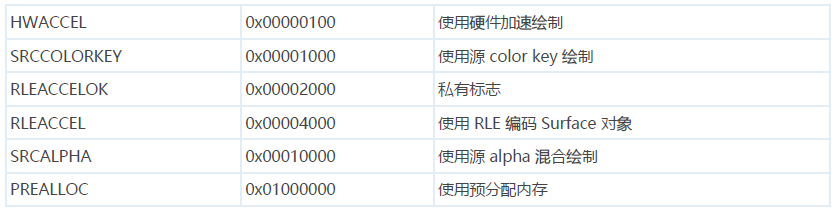 HWACCEL 0x00000100 使用硬件加速绘制
SRCCOLORKEY 0x00001000 使用源 color key 绘制
RLEACCELOK 0x00002000 私有标志
RLEACCEL 0x00004000 使用 RLE 编码 Surface 对象
SRCALPHA 0x00010000 使用源 alpha 混合绘制
PREALLOC 0x01000000 使用预分配内存